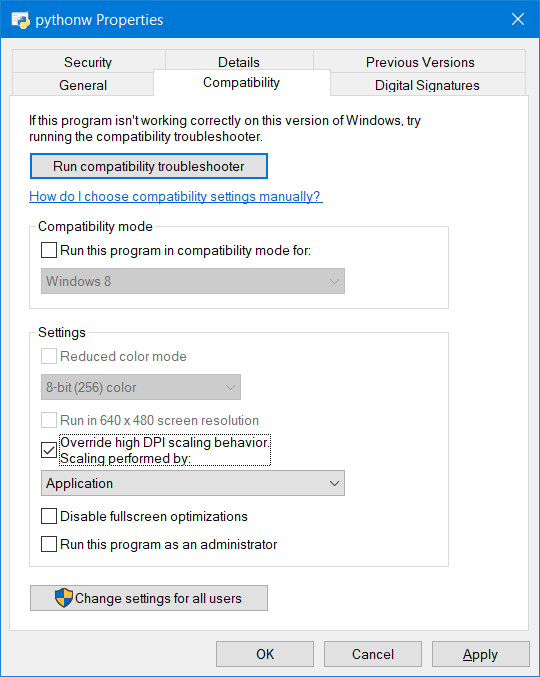 pythonw Properties
Security
Details
Previous Versions
General
Compatibility
Digital Signatures
If this program isn't working correctly on this version of Windows, try
running the compatibility troubleshooter.
Run compatibility troubleshooter
How do I choose compatibility settings manually?
Compatibility mode
Run this program in compatibility mode for:
Windows 8
Settings
Reduced color mode
8-bit (256) color
Run in 640 x 480 screen resolution
Override high DPI scaling behavior.
Scaling performed by:
Application
Disable fullscreen optimizations
Run this program as an administrator
Change settings for all users
OK
Cancel
Apply